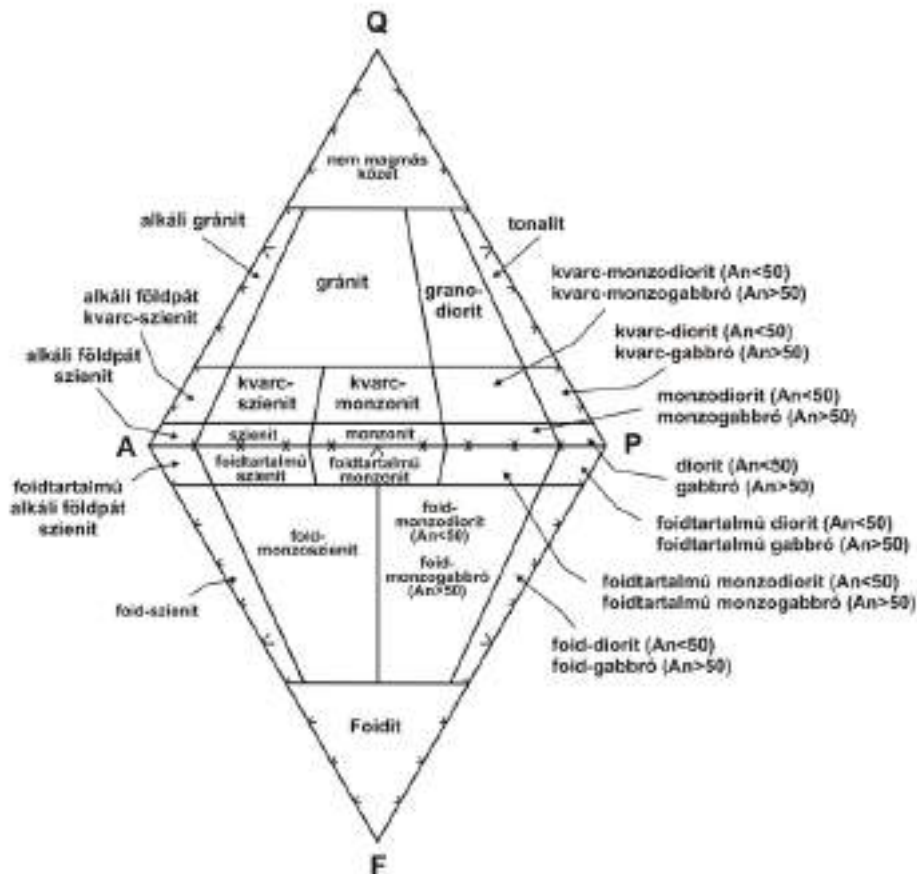 Q
nem magmás
kőzet
alkáli gránit
tonalit
gránit
grano-
diorit
kvarc-monzodiorit (An<50)
kvarc-monzogabbró (An>50)
alkáli földpát
kvarc-szienit
kvarc-diorit (An<50)
kvarc-gabbró (An>50)
alkáli földpát
szienit
kvarc-
szienit
kvarc-
monzonit
monzodiorit (An<50)
monzogabbró (An>50)
A
szienit
monzonit
P
foidtartalmú
szienit
foidtartalmú
monzonit
diorit (An<50)
gabbró (An>50)
foidtartalmú
alkáli földpát
szienit
foid-
monzoszienit
foid-
monzodiorit
(An<50)
foid-
monzogabbró
(An>50)
foidtartalmú diorit (An<50)
foidtartalmú gabbró (An>50)
foidtartalmú monzodiorit (An<50)
foidtartalmú monzogabbró (An>50)
foid-szienit
foid-diorit (An<50)
foid-gabbró (An>50)
Foidit
F